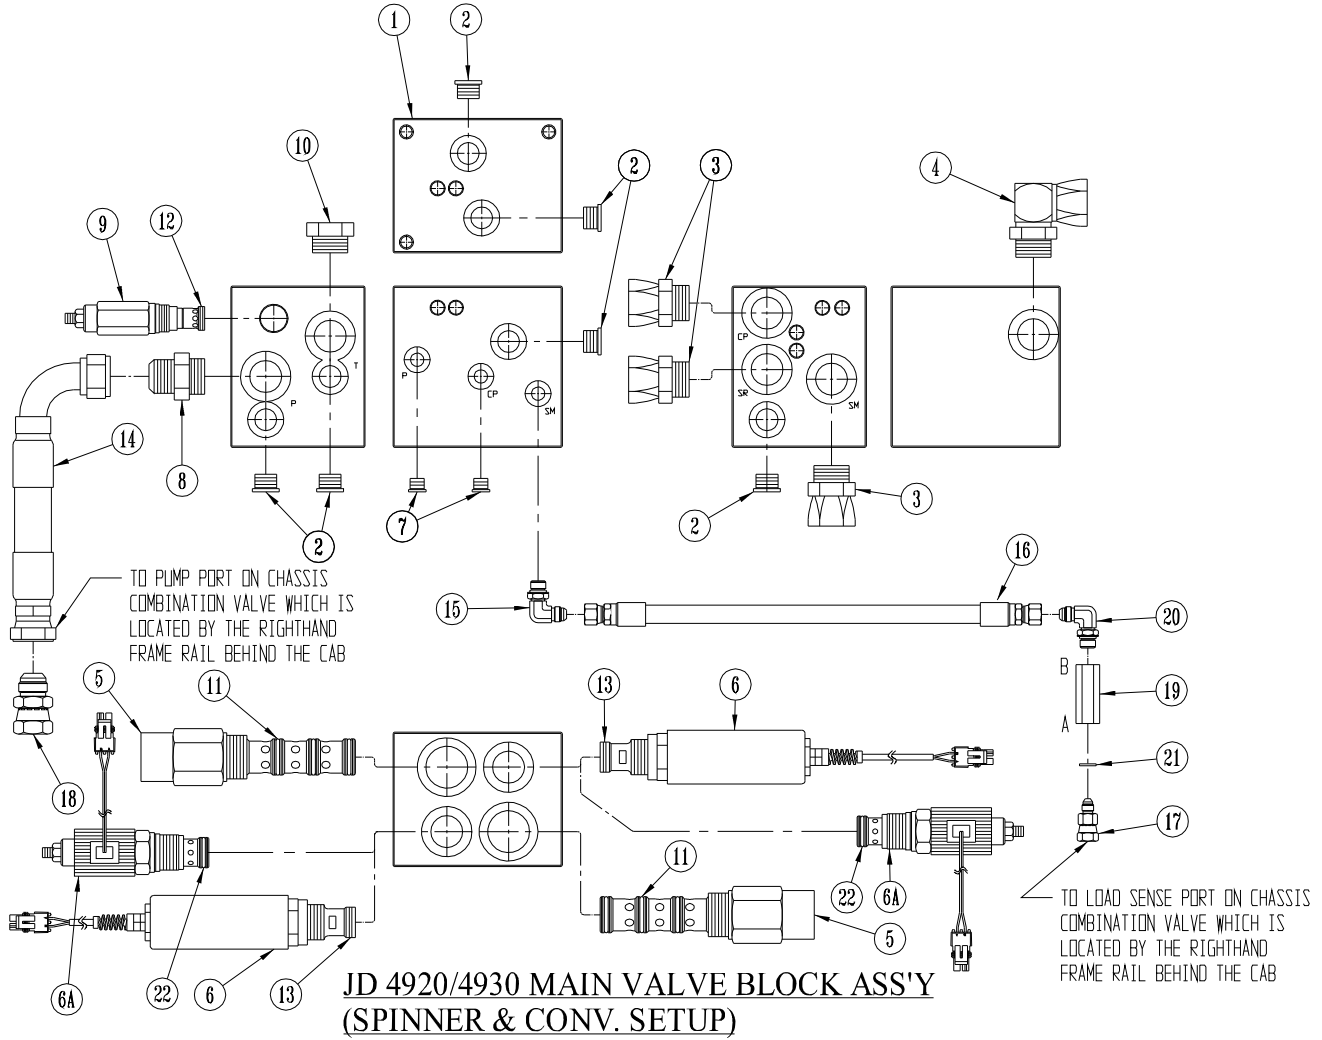 1
2
10
2
3
4
9
12
CP
P
T
P
CP
SM
SR
SM
14
8
7
2
2
3
16
TO PUMP PORT ON CHASSIS
COMBINATION VALVE WHICH IS
LOCATED BY THE RIGHTHAND
FRAME RAIL BEHIND THE CAB
15
20
5
11
13
6
B
19
A
21
18
17
11
22
6A
5
TO LOAD SENSE PORT ON CHASSIS
COMBINATION VALVE WHICH IS
LOCATED BY THE RIGHTHAND
FRAME RAIL BEHIND THE CAB
6A
22
6
13
JD 4920/4930 MAIN VALVE BLOCK ASS'Y
(SPINNER & CONV. SETUP)